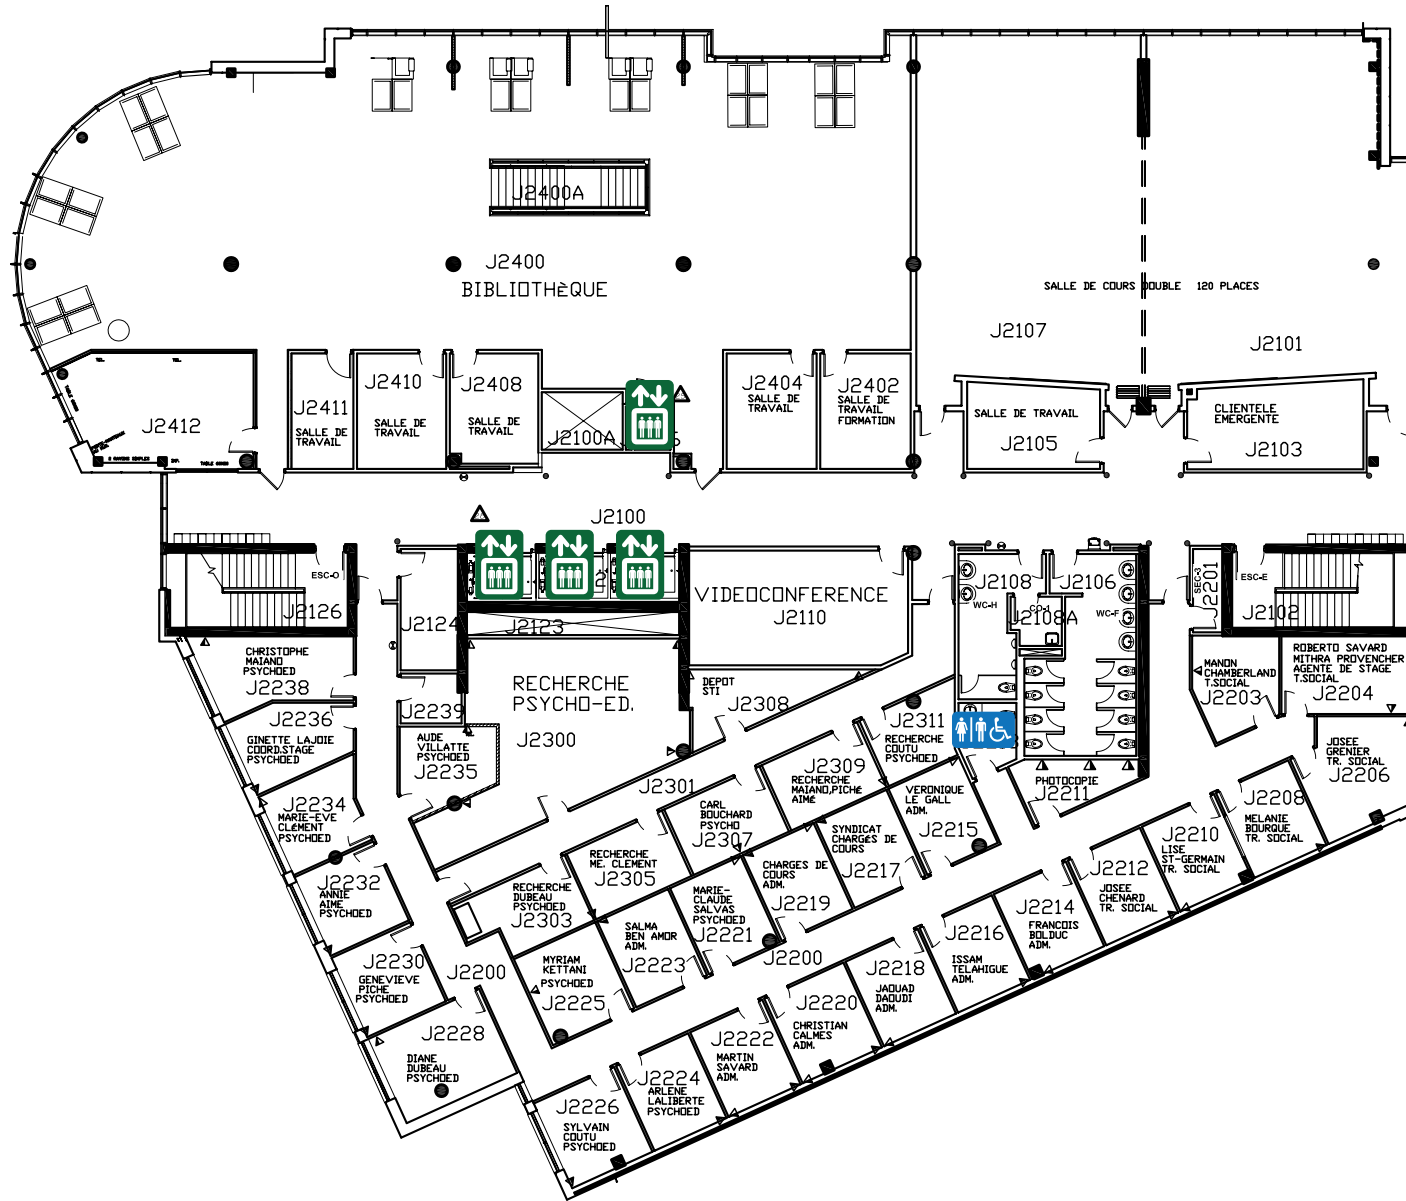 J2400A
J2400
BIBLIOTHÈQUE
SALLE DE COURS DOUBLE 120 PLACES
J2107
J2101
J2412
J2411
SALLE DE
TRAVAIL
J2410
SALLE DE
TRAVAIL
J2408
SALLE DE
TRAVAIL
J2100A
J2404
SALLE DE
TRAVAIL
J2402
SALLE DE
TRAVAIL
FORMATION
SALLE DE TRAVAIL
J2105
CLIENTELE
EMERGENTE
J2103
J2100
ESC-O
J2126
J2124
J2123
VIDEOCONFERENCE
J2110
J2108
WC-H
J2106
WC-F
J2108A
J2201
ESC-E
J2102
CHRISTOPHE
MAIANO
PSYCHOED
J2238
J2236
GINETTE LAJOIE
COORD.STAGE
PSYCHOED
J2239
AUDE
VILLATTE
PSYCHOED
J2235
RECHERCHE
PSYCHO-ED.
J2300
DEPOT
STI
J2308
J2311
RECHERCHE
COUTU
PSYCHOED
MANON
CHAMBERLAND
T.SOCIAL
J2203
ROBERTO SAVARD
MITHRA PROVENCHER
AGENTE DE STAGE
T.SOCIAL
J2204
JOSEE
GRENIER
TR. SOCIAL
J2206
PHOTOCOPIE
J2211
J2301
J2309
RECHERCHE
MAIANO,PICHÉ
AIMÉ
VERONIQUE
LE GALL
ADM.
J2215
J2234
MARIE-EVE
CLÉMENT
PSYCHOED
CARL
BOUCHARD
PSYCHO
J2307
SYNDICAT
CHARGÉS DE
COURS
J2217
J2208
MELANIE
BOURQUE
TR. SOCIAL
J2210
LISE
ST-GERMAIN
TR. SOCIAL
RECHERCHE
ME. CLEMENT
J2305
CHARGES DE
COURS
ADM.
J2219
J2212
JOSEE
CHENARD
TR. SOCIAL
J2232
ANNIE
AIME
PSYCHOED
RECHERCHE
DUBEAU
PSYCHOED
J2303
MARIE-
CLAUDE
SALVAS
PSYCHOED
J2221
J2214
FRANCOIS
BOLDUC
ADM.
SALMA
BEN AMOR
ADM.
J2223
J2216
ISSAM
TELAHIGUE
ADM.
J2230
GENEVIEVE
PICHE
PSYCHOED
J2200
MYRIAM
KETTANI
PSYCHOED
J2225
J2200
J2218
JAOUAD
DAOUDI
ADM.
J2220
CHRISTIAN
CALMES
ADM.
J2228
DIANE
DUBEAU
PSYCHOED
J2222
MARTIN
SAVARD
ADM.
J2224
ARLENE
LALIBERTE
PSYCHOED
J2226
SYLVAIN
COUTU
PSYCHOED